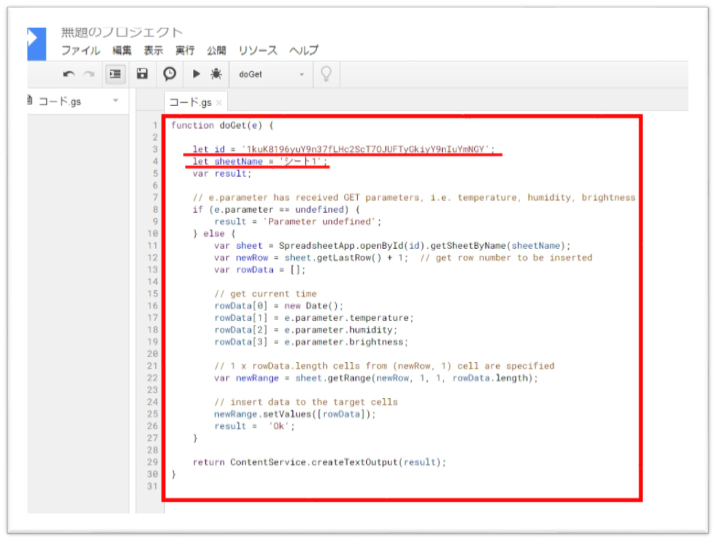 無題のプロジェクト
ファイル 編集 表示 実行 公開 リソース ヘルプ
doGet
コード.gs
コード.gs ×
1 function doGet(e) {
2
3 let id = '1kuK8196yuY9n37fLHc2ScT7OJUFTyGkiyY9nIuYmNGY';
4 let sheetName = 'シート1';
5 var result;
6
7 // e.parameter has received GET parameters, i.e. temperature, humidity, brightness
8 if (e.parameter == undefined) {
9 result = 'Parameter undefined';
10 } else {
11 var sheet = SpreadsheetApp.openById(id).getSheetByName(sheetName);
12 var newRow = sheet.getLastRow() + 1; // get row number to be inserted
13 var rowData = [];
14
15 // get current time
16 rowData[0] = new Date();
17 rowData[1] = e.parameter.temperature;
18 rowData[2] = e.parameter.humidity;
19 rowData[3] = e.parameter.brightness;
20
21 // 1 x rowData.length cells from (newRow, 1) cell are specified
22 var newRange = sheet.getRange(newRow, 1, 1, rowData.length);
23
24 // insert data to the target cells
25 newRange.setValues([rowData]);
26 result = 'Ok';
27 }
28
29 return ContentService.createTextOutput(result);
30 }
31